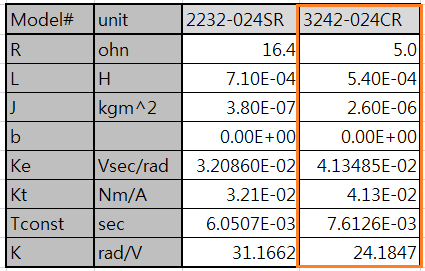 Model# unit 2232-024SR 3242-024CR
R ohn 16.4 5.0
L H 7.10E-04 5.40E-04
J kgm^2 3.80E-07 2.60E-06
b 0.00E+00 0.00E+00
Ke Vsec/rad 3.20860E-02 4.13485E-02
Kt Nm/A 3.21E-02 4.13E-02
Tconst sec 6.0507E-03 7.6126E-03
K rad/V 31.1662 24.1847